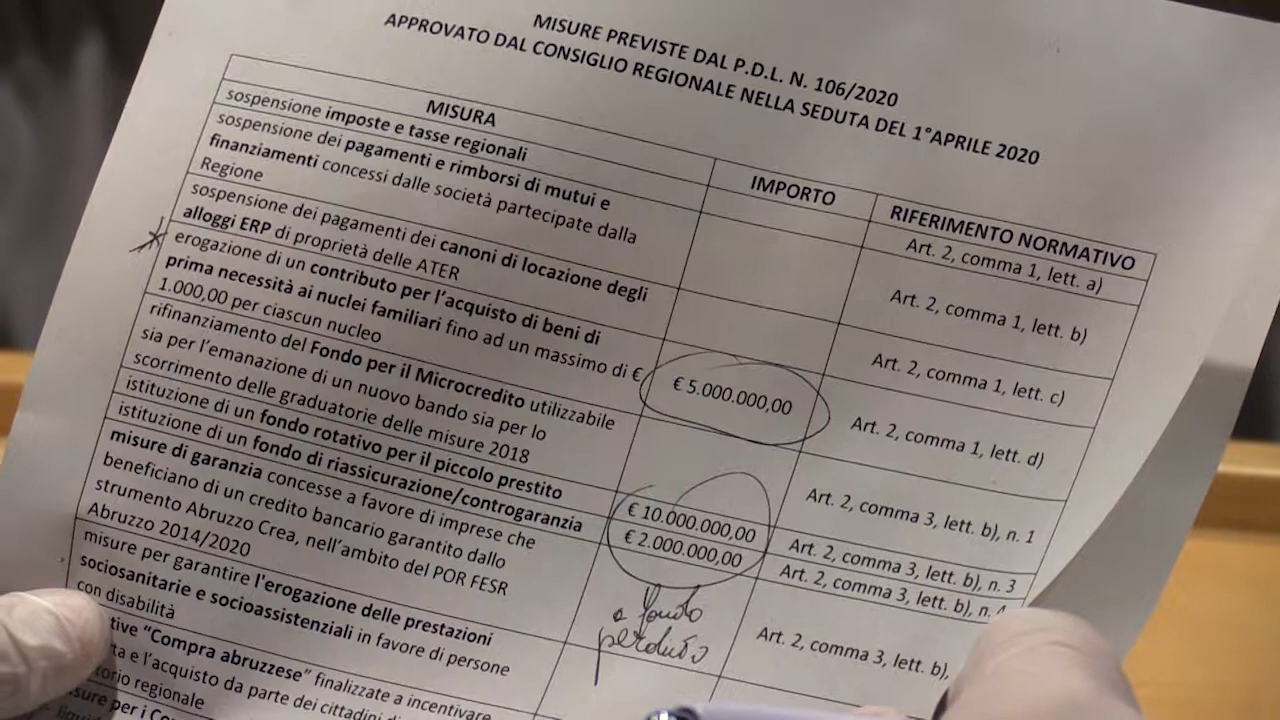 MISURE PREVISTE DAL P.D.L. N. 106/2020
APPROVATO DAL CONSIGLIO REGIONALE NELLA SEDUTA DEL 1°APRILE 2020
MISURA
IMPORTO
RIFERIMENTO NORMATIVO
sospensione imposte e tasse regionali
Art. 2, comma 1, lett. a)
sospensione dei pagamenti e rimborsi di mutui e
finanziamenti concessi dalle società partecipate dalla
Regione
Art. 2, comma 1, lett. b)
sospensione dei pagamenti dei canoni di locazione degli
alloggi ERP di proprietà delle ATER
Art. 2, comma 1, lett. c)
erogazione di un contributo per l'acquisto di beni di
prima necessità ai nuclei familiari fino ad un massimo di €
1.000,00 per ciascun nucleo
€ 5.000.000,00
Art. 2, comma 1, lett. d)
rifinanziamento del Fondo per il Microcredito utilizzabile
sia per l'emanazione di un nuovo bando sia per lo
scorrimento delle graduatorie delle misure 2018
Art. 2, comma 3, lett. b), n. 1
istituzione di un fondo rotativo per il piccolo prestito
€ 10.000.000,00
Art. 2, comma 3, lett. b), n. 3
istituzione di un fondo di riassicurazione/controgaranzia
€ 2.000.000,00
Art. 2, comma 3, lett. b), n. 4
misure di garanzia concesse a favore di imprese che
beneficiano di un credito bancario garantito dallo
strumento Abruzzo Crea, nell'ambito del POR FESR
Abruzzo 2014/2020
a fondo
perduto
Art. 2, comma 3, lett. b),
misure per garantire l'erogazione delle prestazioni
sociosanitarie e socioassistenziali in favore di persone
con disabilità
tive "Compra abruzzese" finalizzate a incentivare
ta e l'acquisto da parte dei cittadini
torio regionale
sure per i